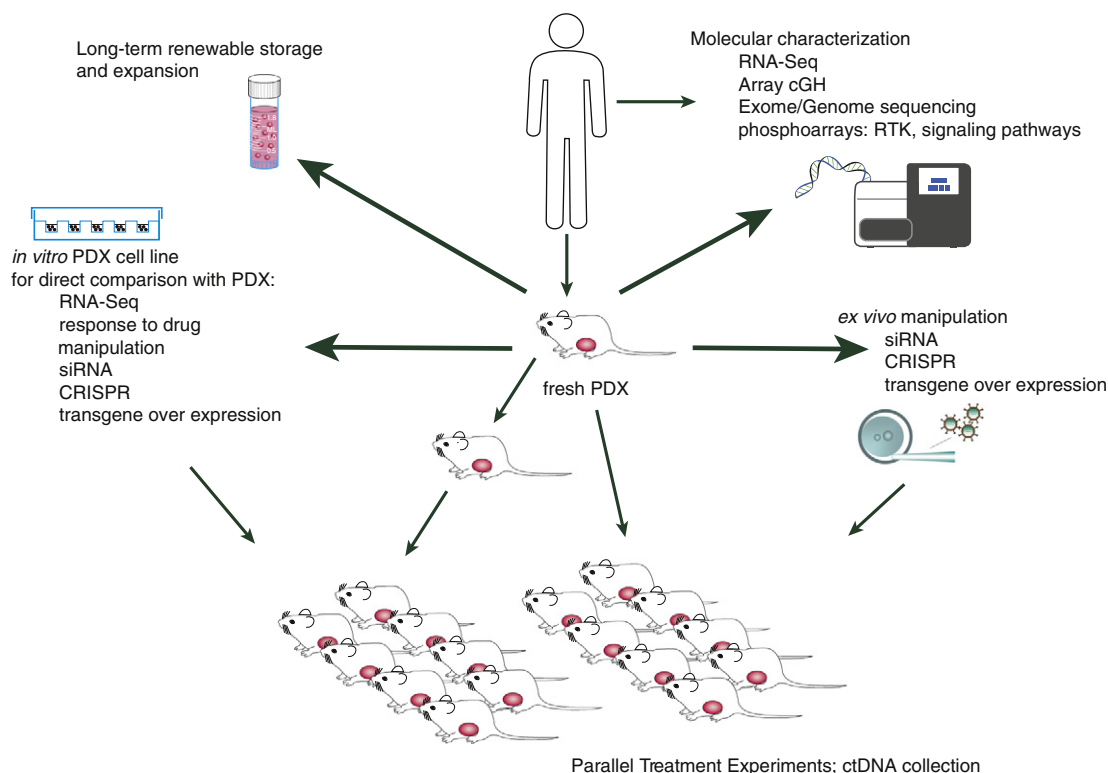 Long-term renewable storage
and expansion
Molecular characterization
RNA-Seq
Array cGH
Exome/Genome sequencing
phosphoarrays: RTK, signaling pathways
in vitro PDX cell line
for direct comparison with PDX:
RNA-Seq
response to drug
manipulation
siRNA
CRISPR
transgene over expression
fresh PDX
ex vivo manipulation
siRNA
CRISPR
transgene over expression
Parallel Treatment Experiments; ctDNA collection